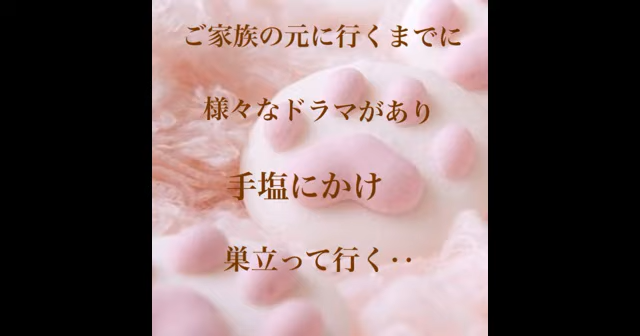 ご家族の元に行くまでに
様々なドラマがあり
手塩にかけ
巣立って行く‥